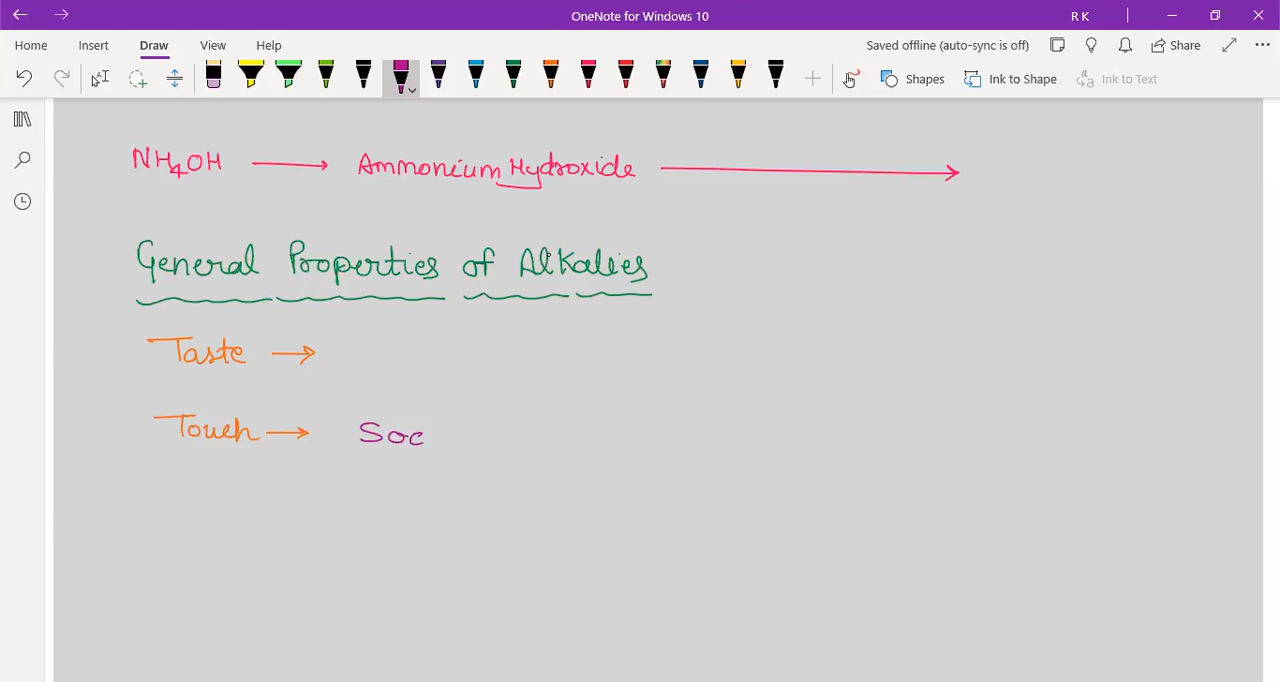 OneNote for Windows 10
R K
Home Insert Draw View Help
Saved offline (auto-sync is off)
Share
Shapes
Ink to Shape
Ink to Text
NH4OH → Ammonium Hydroxide →
General Properties of Alkalies
Taste →
Touch → Soc